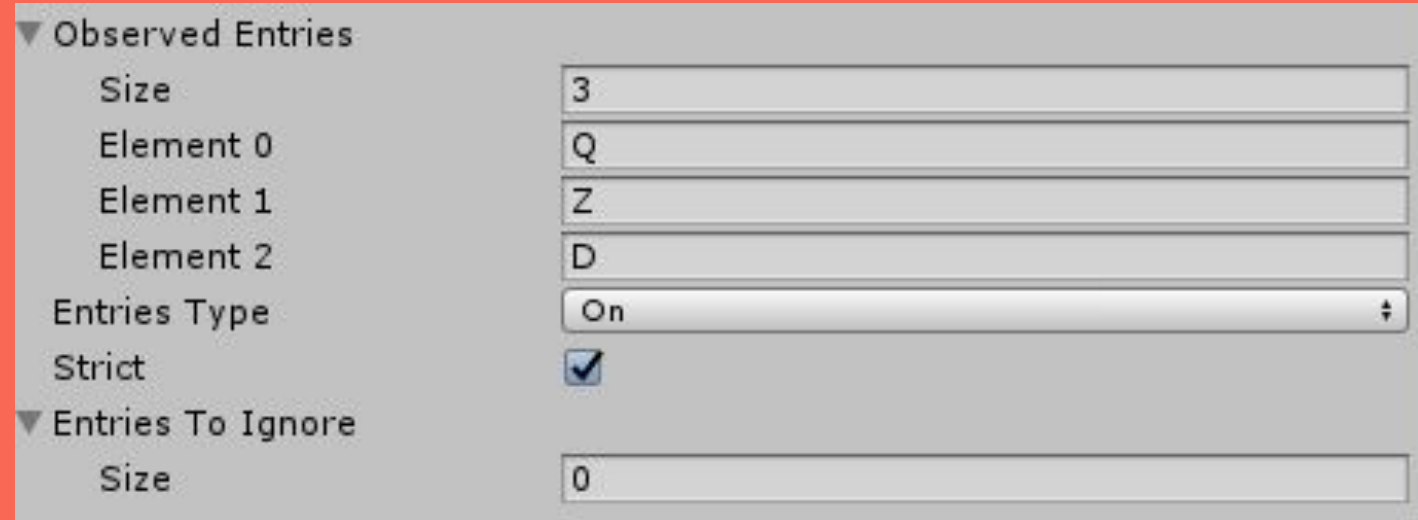 Observed Entries
Size 3
Element 0 Q
Element 1 Z
Element 2 D
Entries Type On
Strict
Entries To Ignore
Size 0